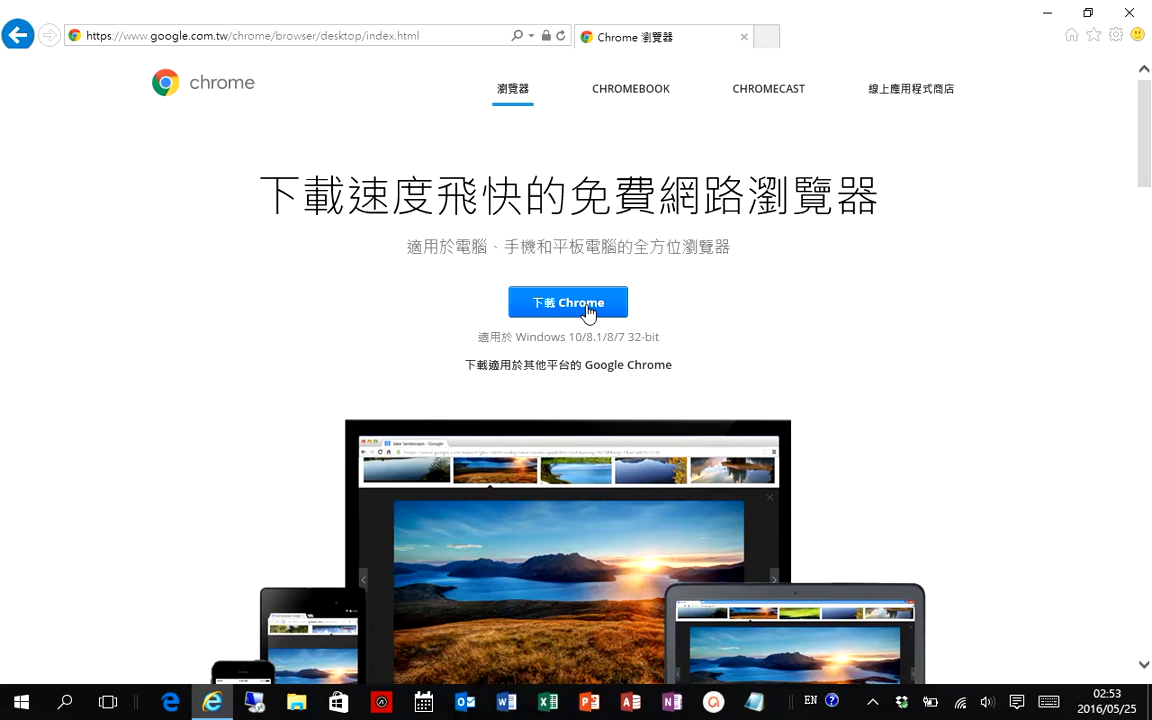 https://www.google.com.tw/chrome/browser/desktop/index.html
Chrome 瀏覽器
chrome
瀏覽器
CHROMEBOOK
CHROMECAST
線上應用程式商店
下載速度飛快的免費網路瀏覽器
適用於電腦、手機和平板電腦的全方位瀏覽器
下載 Chrome
適用於 Windows 10/8.1/8/7 32-bit
下載適用於其他平台的 Google Chrome
lake landscape - Google
EN
02:53
2016/05/25